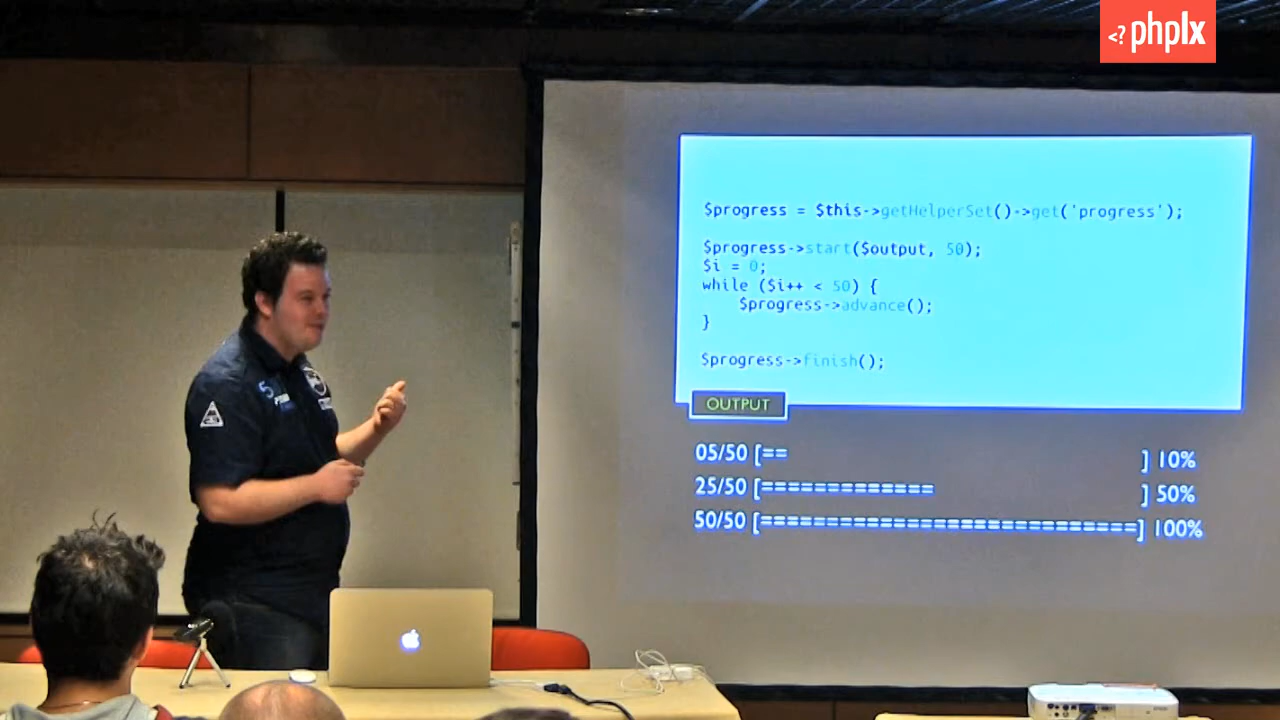 <? phplx
$progress = $this->getHelperSet()->get('progress');
$progress->start($output, 50);
$i = 0;
while ($i++ < 50) {
    $progress->advance();
}
$progress->finish();
OUTPUT
05/50 [== ] 10%
25/50 [============= ] 50%
50/50 [=============================] 100%